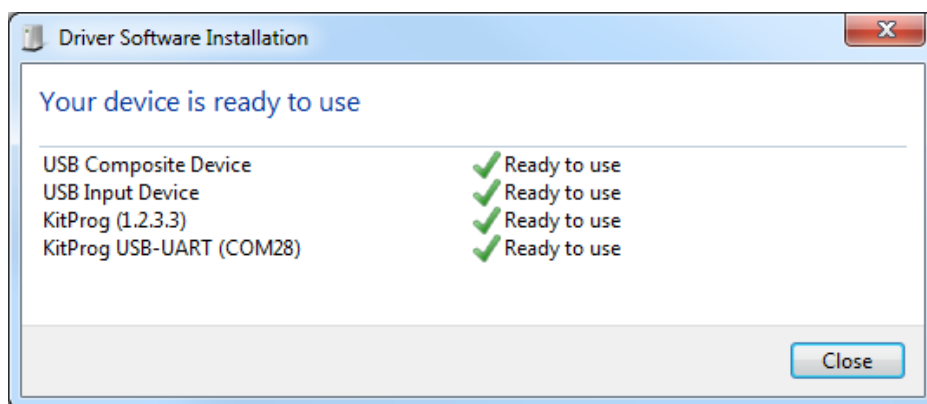 Driver Software Installation
Your device is ready to use
USB Composite Device Ready to use
USB Input Device Ready to use
KitProg (1.2.3.3) Ready to use
KitProg USB-UART (COM28) Ready to use
Close